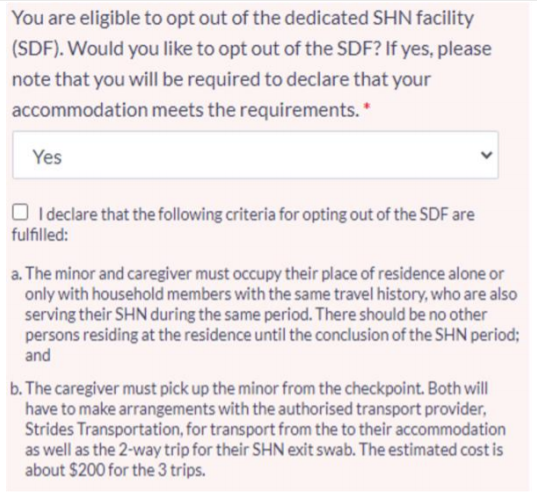 You are eligible to opt out of the dedicated SHN facility
(SDF). Would you like to opt out of the SDF? If yes, please
note that you will be required to declare that your
accommodation meets the requirements. *
Yes
I declare that the following criteria for opting out of the SDF are
fulfilled:
a. The minor and caregiver must occupy their place of residence alone or
only with household members with the same travel history, who are also
serving their SHN during the same period. There should be no other
persons residing at the residence until the conclusion of the SHN period;
and
b. The caregiver must pick up the minor from the checkpoint. Both will
have to make arrangements with the authorised transport provider,
Strides Transportation, for transport from the to their accommodation
as well as the 2-way trip for their SHN exit swab. The estimated cost is
about $200 for the 3 trips.